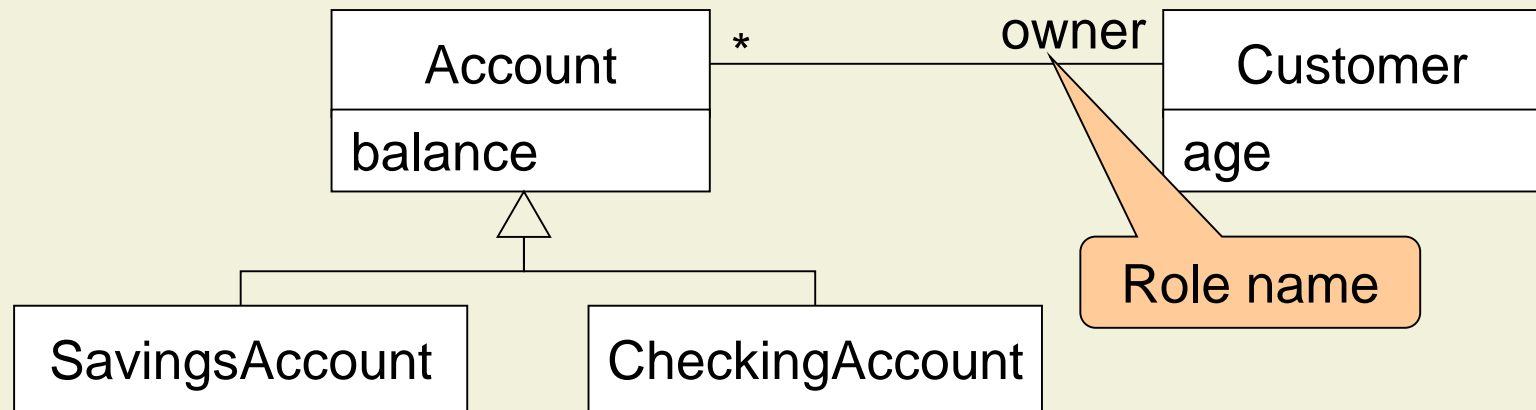 Account
*
owner
Customer
balance
age
Role name
SavingsAccount
CheckingAccount